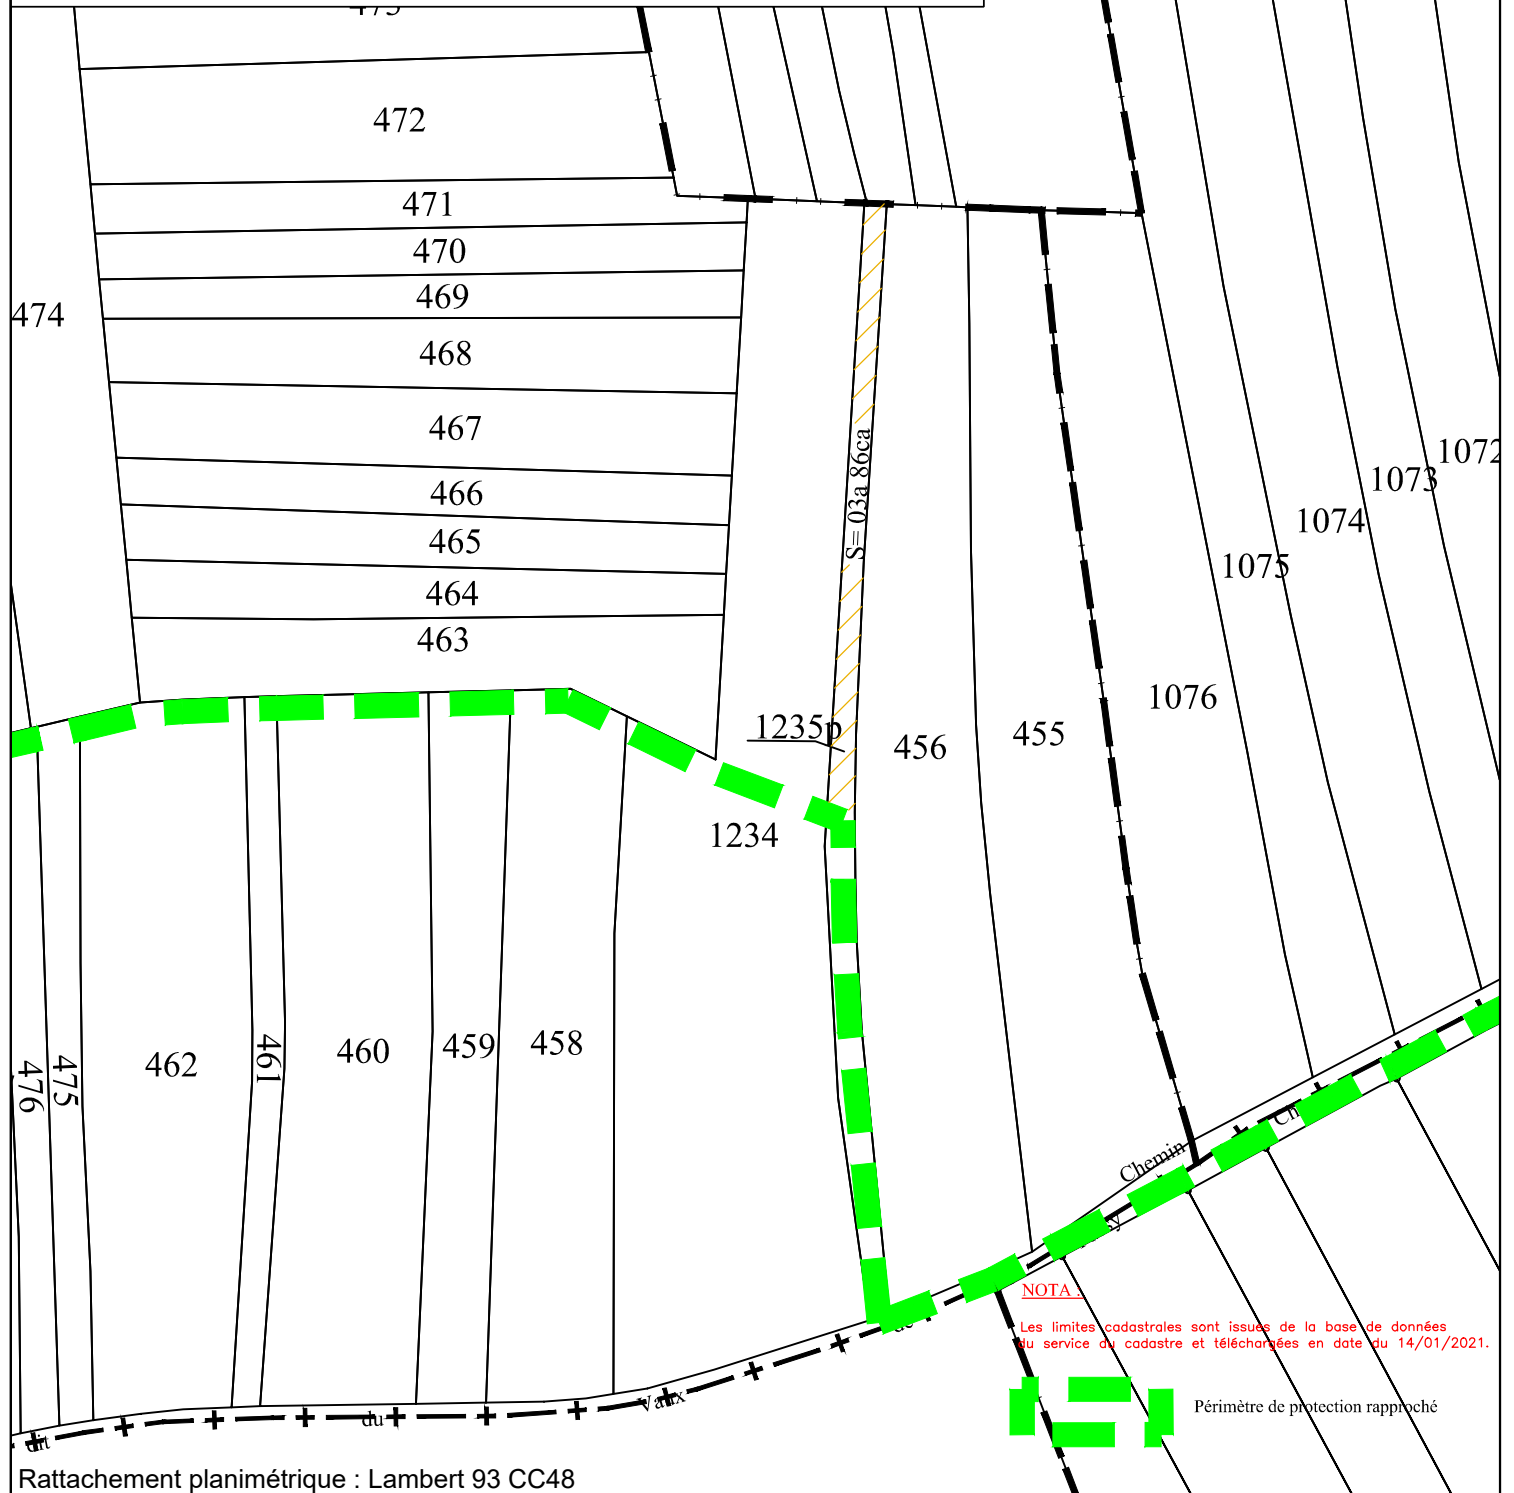 472
471
470
469
474
468
467
466
465
464
463
S= 03a 86ca
1072
1073
1074
1075
1076
1235p
456
455
1234
476
475
462
461
460
459
458
Chemin
NOTA :
Les limites cadastrales sont issues de la base de données
du service du cadastre et téléchargées en date du 14/01/2021.
Périmètre de protection rapproché
dit
du
Vaux
de
Rattachement planimétrique : Lambert 93 CC48